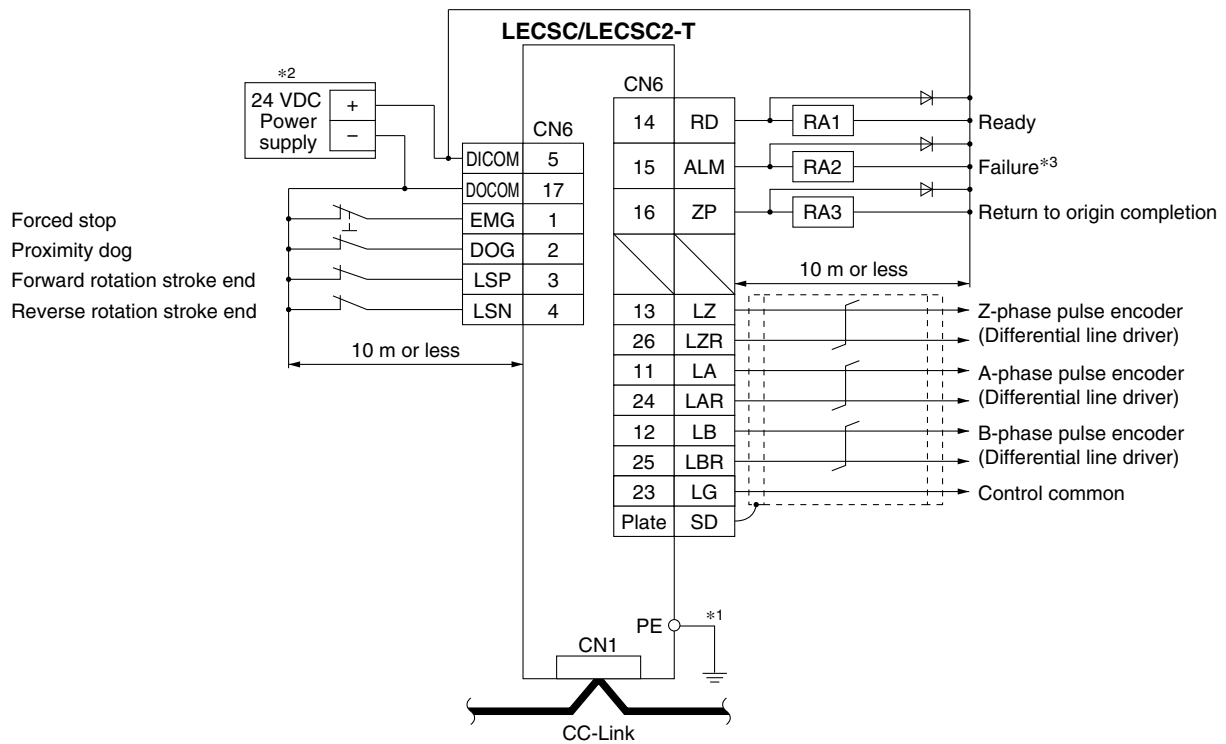 LECSC/LECSC2-T
*2
24 VDC
Power
supply
+
−
CN6
DICOM 5
DOCOM 17
EMG 1
DOG 2
LSP 3
LSN 4
Forced stop
Proximity dog
Forward rotation stroke end
Reverse rotation stroke end
10 m or less
CN6
14 RD RA1 Ready
15 ALM RA2 Failure*3
16 ZP RA3 Return to origin completion
10 m or less
13 LZ Z-phase pulse encoder
26 LZR (Differential line driver)
11 LA A-phase pulse encoder
24 LAR (Differential line driver)
12 LB B-phase pulse encoder
25 LBR (Differential line driver)
23 LG Control common
Plate SD
PE *1
CN1
CC-Link